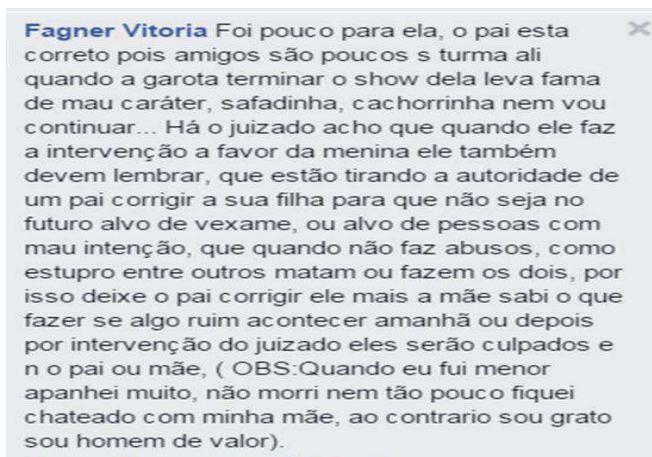 Fagner Vitoria Foi pouco para ela, o pai esta
correto pois amigos são poucos s turma ali
quando a garota terminar o show dela leva fama
de mau caráter, safadinha, cachorrinha nem vou
continuar... Há o juizado acho que quando ele faz
a intervenção a favor da menina ele também
devem lembrar, que estão tirando a autoridade de
um pai corrigir a sua filha para que não seja no
futuro alvo de vexame, ou alvo de pessoas com
mau intenção, que quando não faz abusos, como
estupro entre outros matam ou fazem os dois, por
isso deixe o pai corrigir ele mais a mãe sabi o que
fazer se algo ruim acontecer amanhã ou depois
por intervenção do juizado eles serão culpados e
n o pai ou mãe, ( OBS:Quando eu fui menor
apanhei muito, não morri nem tão pouco fiquei
chateado com minha mãe, ao contrario sou grato
sou homem de valor).